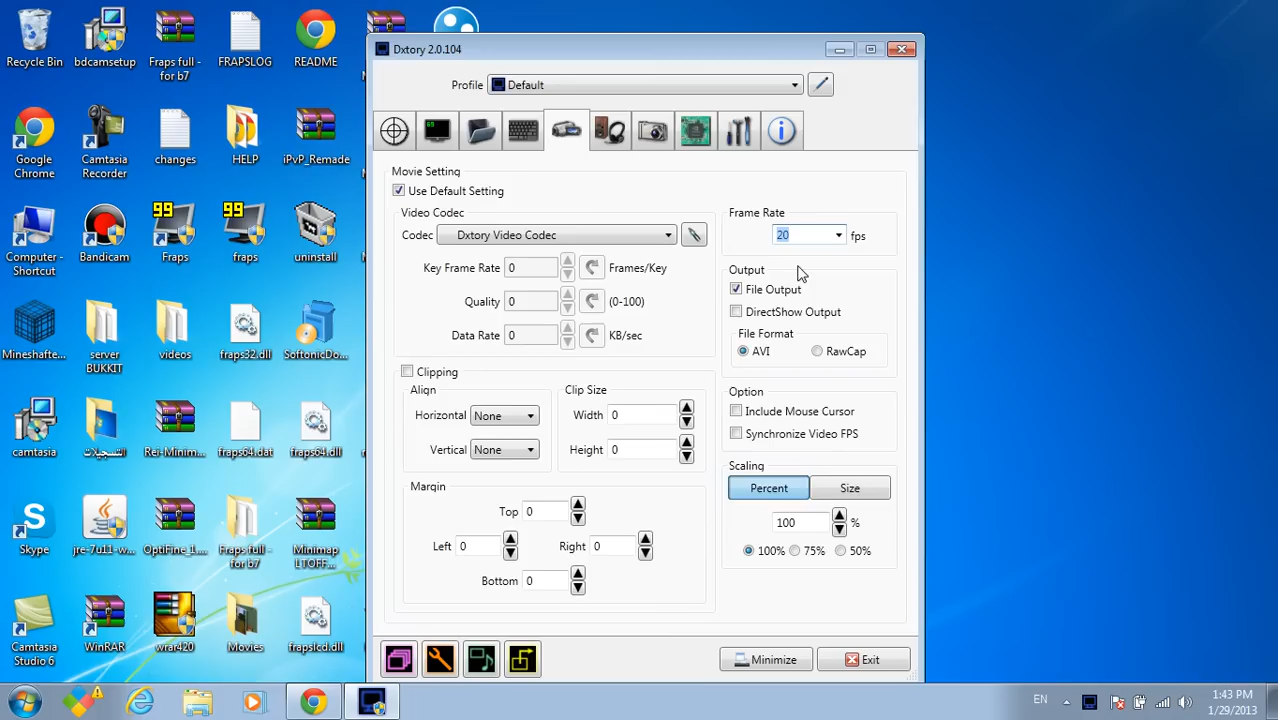 Recycle Bin
bdcamsetup
Fraps full - for b7
FRAPSLOG
README
Google Chrome
Camtasia Recorder
changes
HELP
iPvP_Remade
Computer - Shortcut
Bandicam
99
Fraps
99
fraps
uninstall
Mineshafte...
server BUKKIT
videos
fraps32.dll
SoftonicDo...
camtasia
التسجيلات
Rei-Minim...
fraps64.dat
fraps64.dll
Skype
jre-7u11-w...
OptiFine_1....
Fraps full - for b7
Minimap LTOFF...
Camtasia Studio 6
WinRAR
wrar420
Movies
frapslcd.dll
Dxtory 2.0.104
Profile
Default
Movie Setting
Use Default Setting
Video Codec
Codec
Dxtory Video Codec
Key Frame Rate
0
Frames/Key
Quality
0
(0-100)
Data Rate
0
KB/sec
Frame Rate
20
fps
Output
File Output
DirectShow Output
File Format
AVI
RawCap
Clipping
Align
Horizontal
None
Vertical
None
Clip Size
Width
0
Height
0
Margin
Top
0
Left
0
Right
0
Bottom
0
Option
Include Mouse Cursor
Synchronize Video FPS
Scaling
Percent
Size
100
%
100%
75%
50%
Minimize
Exit
EN
1:43 PM
1/29/2013